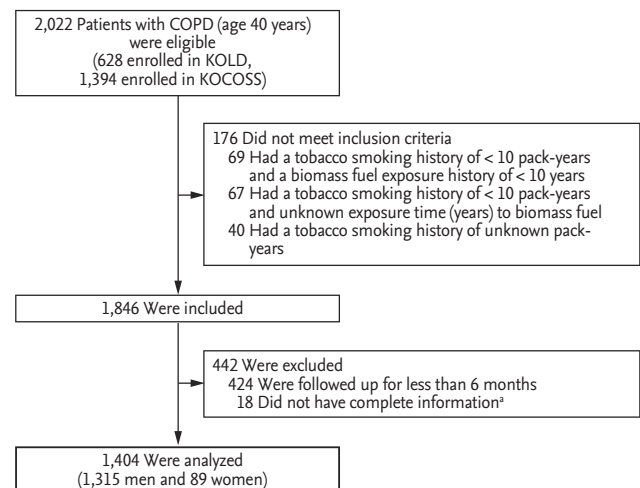 2,022 Patients with COPD (age 40 years)
were eligible
(628 enrolled in KOLD,
1,394 enrolled in KOCOSS)
176 Did not meet inclusion criteria
69 Had a tobacco smoking history of < 10 pack-years
and a biomass fuel exposure history of < 10 years
67 Had a tobacco smoking history of < 10 pack-years
and unknown exposure time (years) to biomass fuel
40 Had a tobacco smoking history of unknown pack-
years
1,846 Were included
442 Were excluded
424 Were followed up for less than 6 months
18 Did not have complete informationᵃ
1,404 Were analyzed
(1,315 men and 89 women)